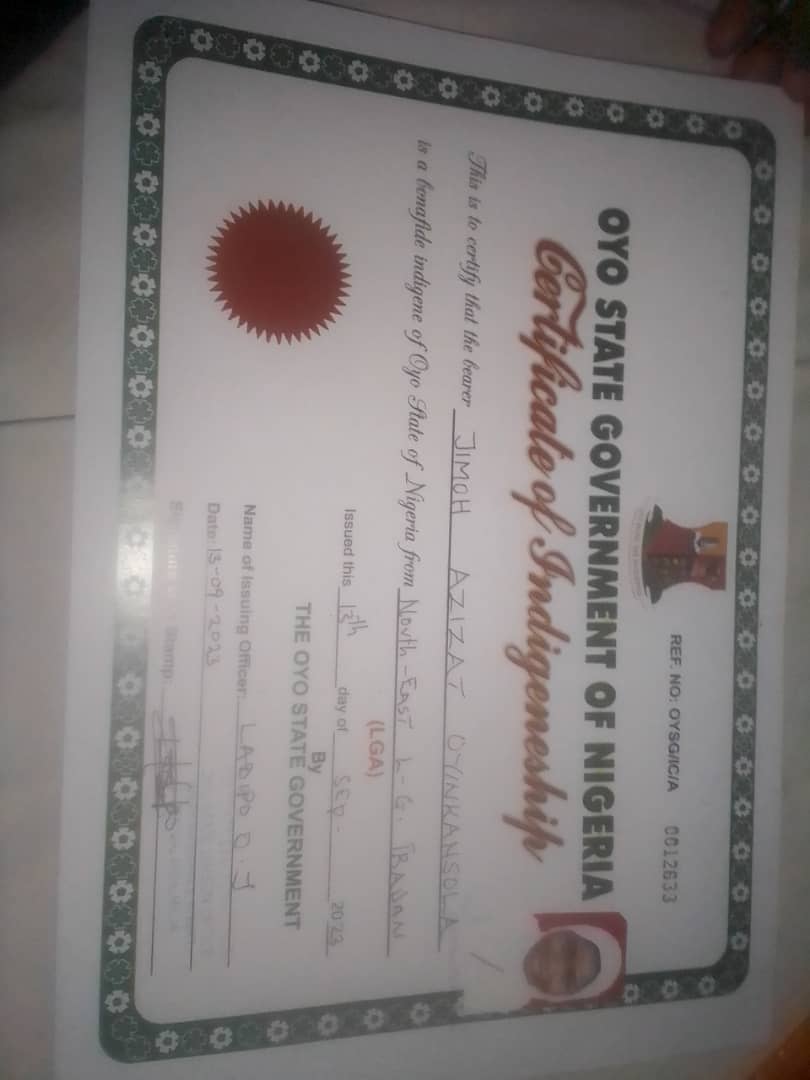 REF. NO: OYSG/IC/A 0012633
OYO STATE GOVERNMENT OF NIGERIA
Certificate of Indigeneship
This is to certify that the bearer JIMOH AZIZAT OYINKANSOLA
is a bonafide indigene of Oyo State of Nigeria from North-EAST L-G. IBADAN
(LGA)
Issued this 13th day of SEP- 2023
By
THE OYO STATE GOVERNMENT
Name of Issuing Officer: LADIPO O.J
Date: 13-09-2023
Stamp: